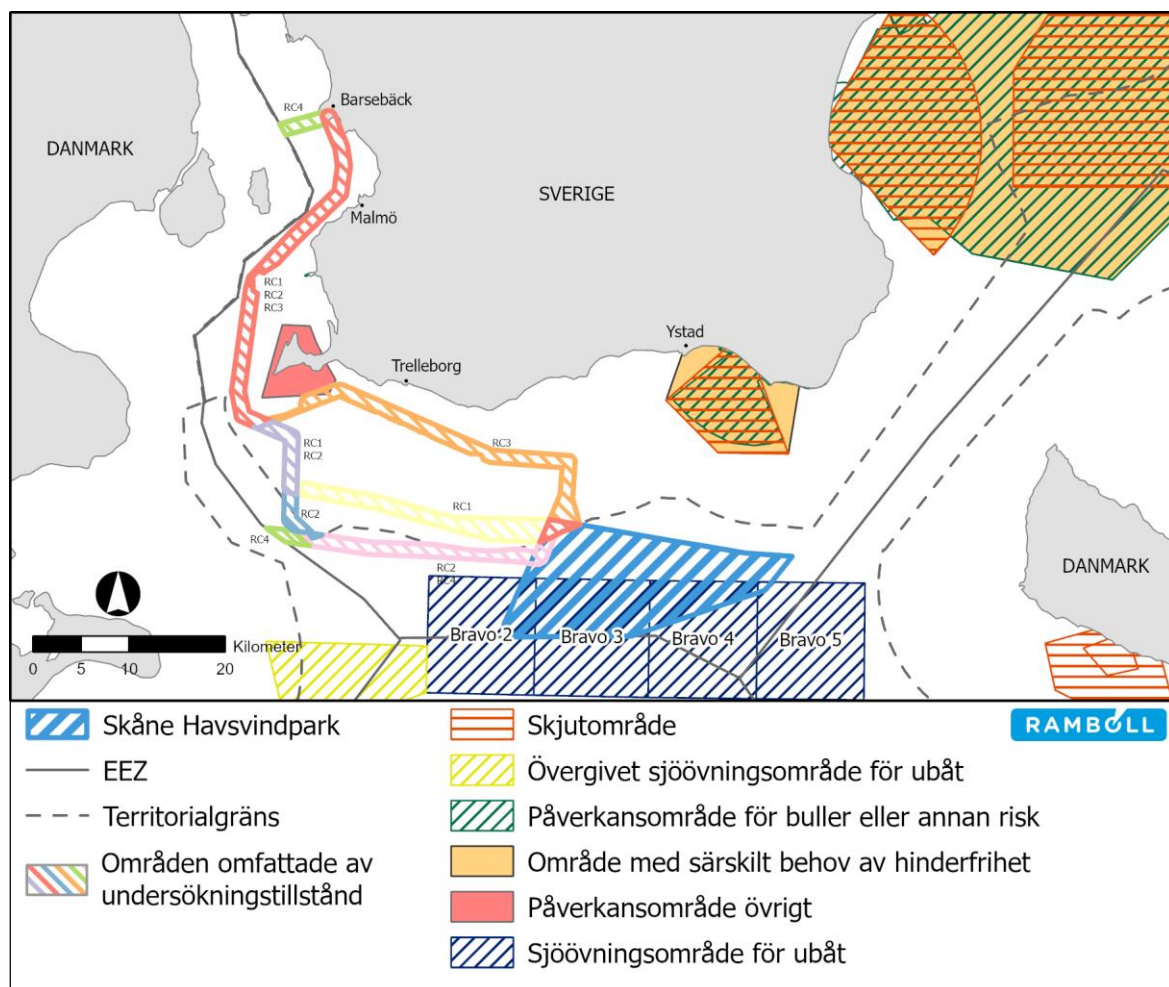 Barsebäck
RC4
DANMARK
SVERIGE
Malmö
RC1
RC2
RC3
Ystad
Trelleborg
RC3
RC1
RC2
RC1
RC2
RC4
RC2
RC4
DANMARK
Bravo 2
Bravo 3
Bravo 4
Bravo 5
Kilometer
0 5 10 20
Skåne Havsvindpark
EEZ
Territorialgräns
Områden omfattade av
undersökningstillstånd
Skjutområde
Övergivet sjöövningsområde för ubåt
Påverkansområde för buller eller annan risk
Område med särskilt behov av hinderfrihet
Påverkansområde övrigt
Sjöövningsområde för ubåt
RAMBOLL